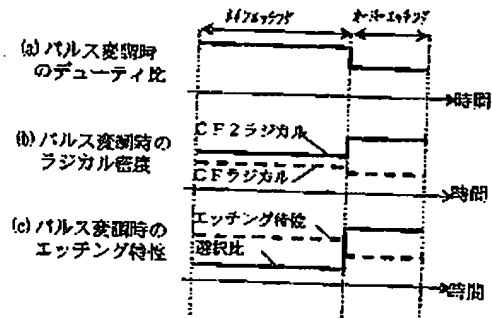 メインエッチング オーバーエッチング
(a)パルス変調時
のデューティ比
時間
(b)パルス変調時の
ラジカル密度
CF2ラジカル
CFラジカル
時間
(c)パルス変調時の
エッチング特性
エッチング特性
選択比
時間